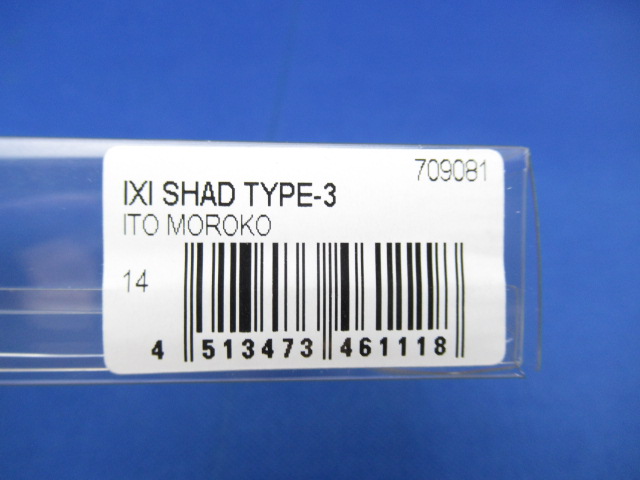 709081
IXI SHAD TYPE-3
ITO MOROKO
14
4 513473 461118